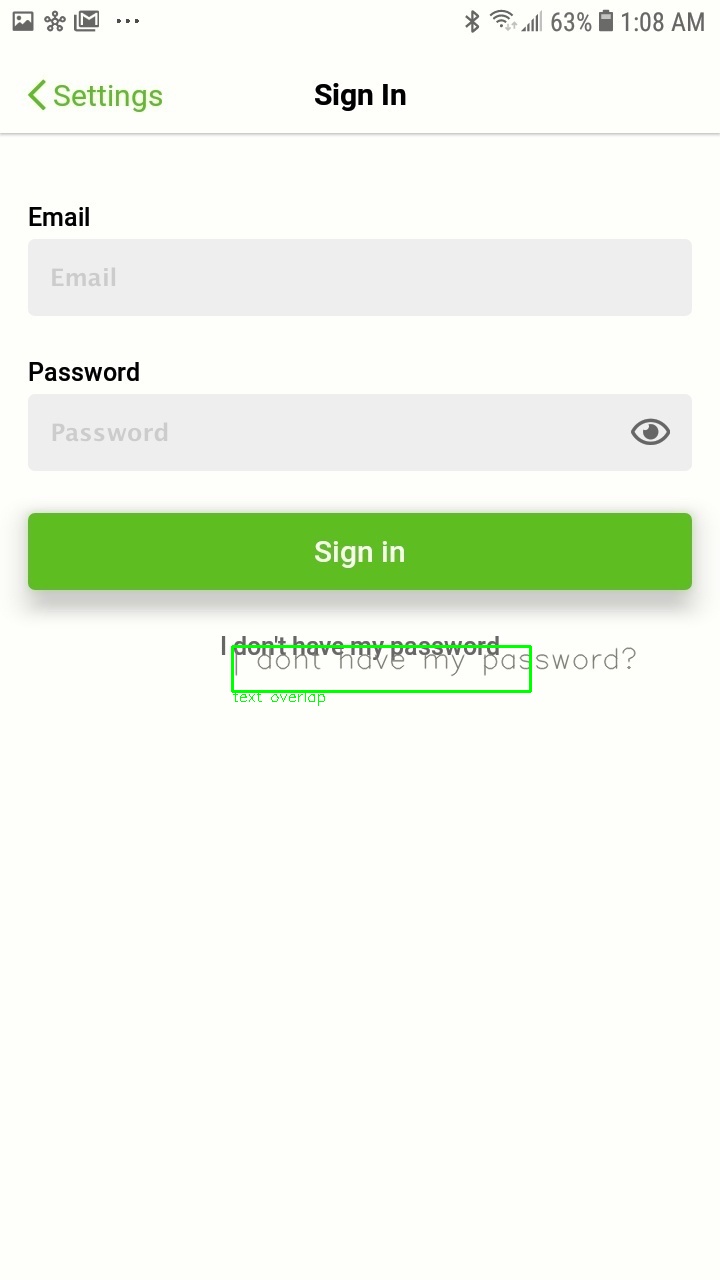 63% 1:08 AM
Settings
Sign In
Email
Email
Password
Password
Sign in
I don't have my password
I dont have my password?
text overlap